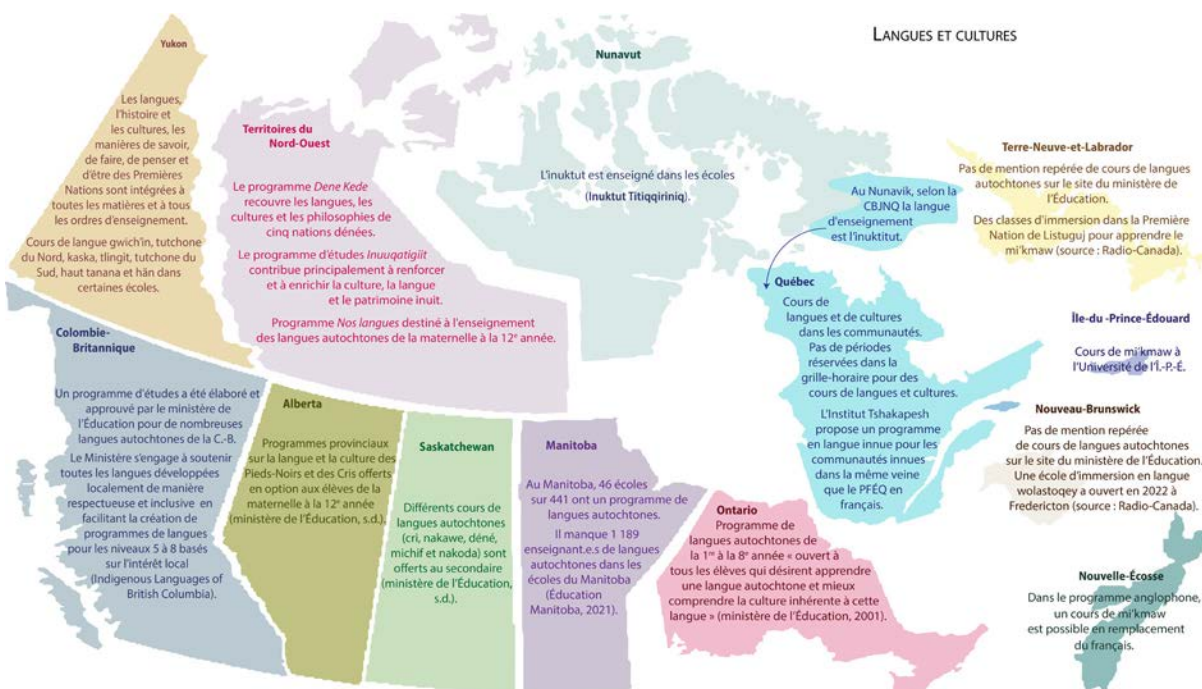 LANGUES ET CULTURES
Yukon
Les langues,
l'histoire et
les cultures, les
manières de savoir,
de faire, de penser et
d'être des Premières
Nations sont intégrées à
toutes les matières et à tous
les ordres d'enseignement.
Cours de langue gwich'in, tutchone
du Nord, kaska, tlingit, tutchone du
Sud, haut tanana et hän dans
certaines écoles.
Territoires du
Nord-Ouest
Le programme Dene Kede
recouvre les langues, les
cultures et les philosophies de
cinq nations dénées.
Le programme d'études Inuuqatigiit
contribue principalement à renforcer
et à enrichir la culture, la langue
et le patrimoine inuit.
Programme Nos langues destiné à l'enseignement
des langues autochtones de la maternelle à la 12e année.
Nunavut
L'inuktut est enseigné dans les écoles
(Inuktut Titiqqiriniq).
Au Nunavik, selon la
CBJNQ la langue
d'enseignement
est l'inuktitut.
Terre-Neuve-et-Labrador
Pas de mention repérée de cours de langues
autochtones sur le site du ministère de
l'Éducation.
Des classes d'immersion dans la Première
Nation de Listuguj pour apprendre le
mi'kmaw (source : Radio-Canada).
Colombie-
Britannique
Un programme d'études a été élaboré et
approuvé par le ministère de
l'Éducation pour de nombreuses
langues autochtones de la C.-B.
Le Ministère s'engage à soutenir
toutes les langues développées
localement de manière
respectueuse et inclusive en
facilitant la création de
programmes de langues
pour les niveaux 5 à 8 basés
sur l'intérêt local
(Indigenous Languages of
British Columbia).
Alberta
Programmes provinciaux
sur la langue et la culture des
Pieds-Noirs et des Cris offerts
en option aux élèves de la
maternelle à la 12e année
(ministère de l'Éducation, s.d.).
Saskatchewan
Différents cours de
langues autochtones
(cri, nakawe, déné,
michif et nakoda) sont
offerts au secondaire
(ministère de l'Éducation,
s.d.).
Manitoba
Au Manitoba, 46 écoles
sur 441 ont un programme de
langues autochtones.
Il manque 1 189
enseignant.e.s de langues
autochtones dans les
écoles du Manitoba
(Éducation
Manitoba, 2021).
Ontario
Programme de
langues autochtones de
la 1re à la 8e année « ouvert à
tous les élèves qui désirent apprendre
une langue autochtone et mieux
comprendre la culture inhérente à cette
langue » (ministère de l'Éducation, 2001).
Québec
Cours de
langues et de cultures
dans les communautés.
Pas de périodes
réservées dans la
grille-horaire pour des
cours de langues et cultures.
L'Institut Tshakapesh
propose un programme
en langue innue pour les
communautés innues
dans la même veine
que le PFÉQ en
français.
Île-du -Prince-Édouard
Cours de mi'kmaw à
l'Université de l'Î.-P.-É.
Nouveau-Brunswick
Pas de mention repérée
de cours de langues autochtones
sur le site du ministère de l'Éducation.
Une école d'immersion en langue
wolastoqey a ouvert en 2022 à
Fredericton (source : Radio-Canada).
Nouvelle-Écosse
Dans le programme anglophone,
un cours de mi'kmaw
est possible en remplacement
du français.